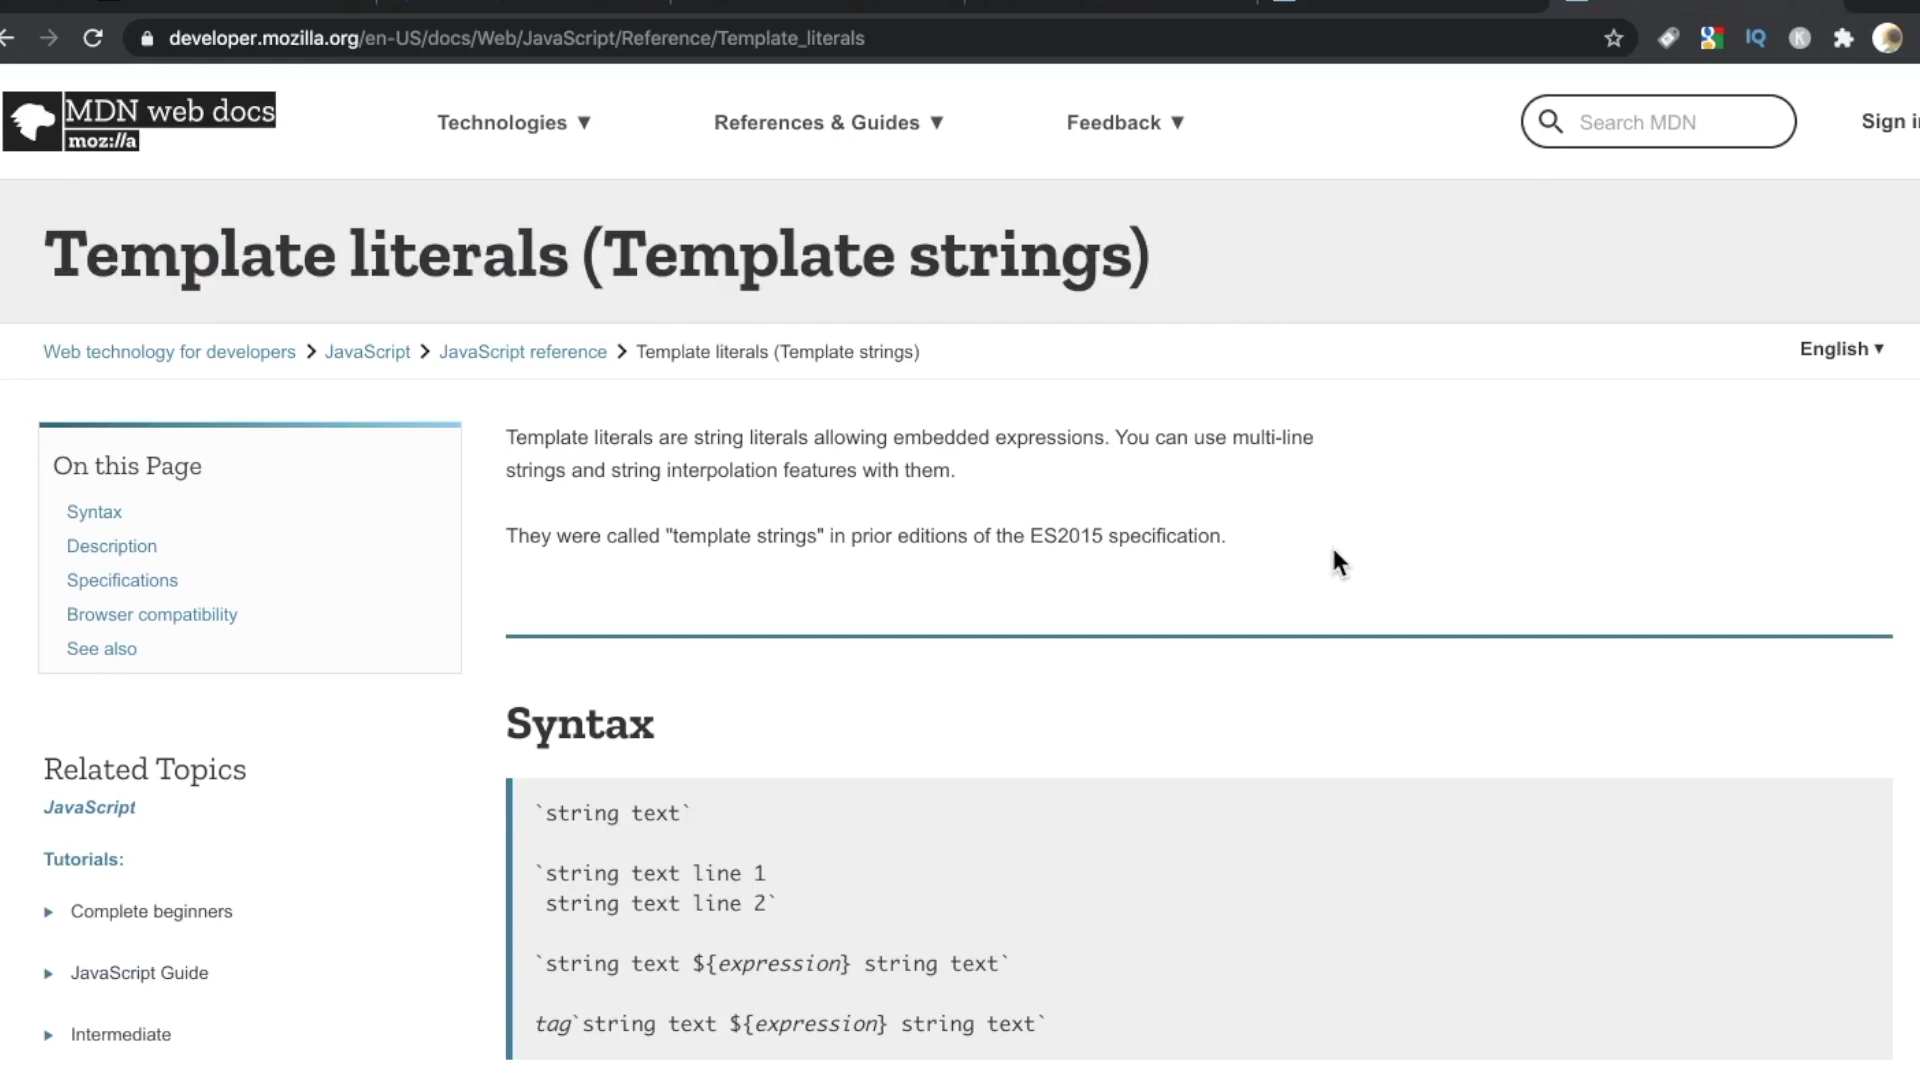 developer.mozilla.org/en-US/docs/Web/JavaScript/Reference/Template_literals
IQ
K
MDN web docs
moz://a
Technologies ▼
References & Guides ▼
Feedback ▼
Search MDN
Sign i
Template literals (Template strings)
Web technology for developers > JavaScript > JavaScript reference > Template literals (Template strings)
English ▼
On this Page
Syntax
Description
Specifications
Browser compatibility
See also
Template literals are string literals allowing embedded expressions. You can use multi-line
strings and string interpolation features with them.
They were called "template strings" in prior editions of the ES2015 specification.
Related Topics
JavaScript
Tutorials:
Complete beginners
JavaScript Guide
Intermediate
Syntax
`string text`
`string text line 1
string text line 2`
`string text ${expression} string text`
tag`string text ${expression} string text`